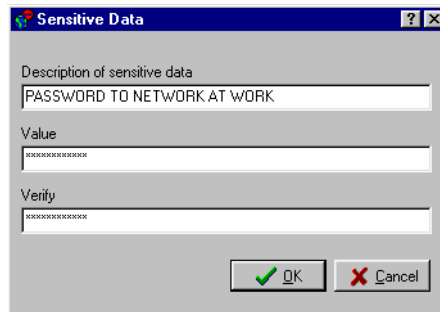 Sensitive Data
Description of sensitive data
PASSWORD TO NETWORK AT WORK
Value
************
Verify
************
OK
Cancel